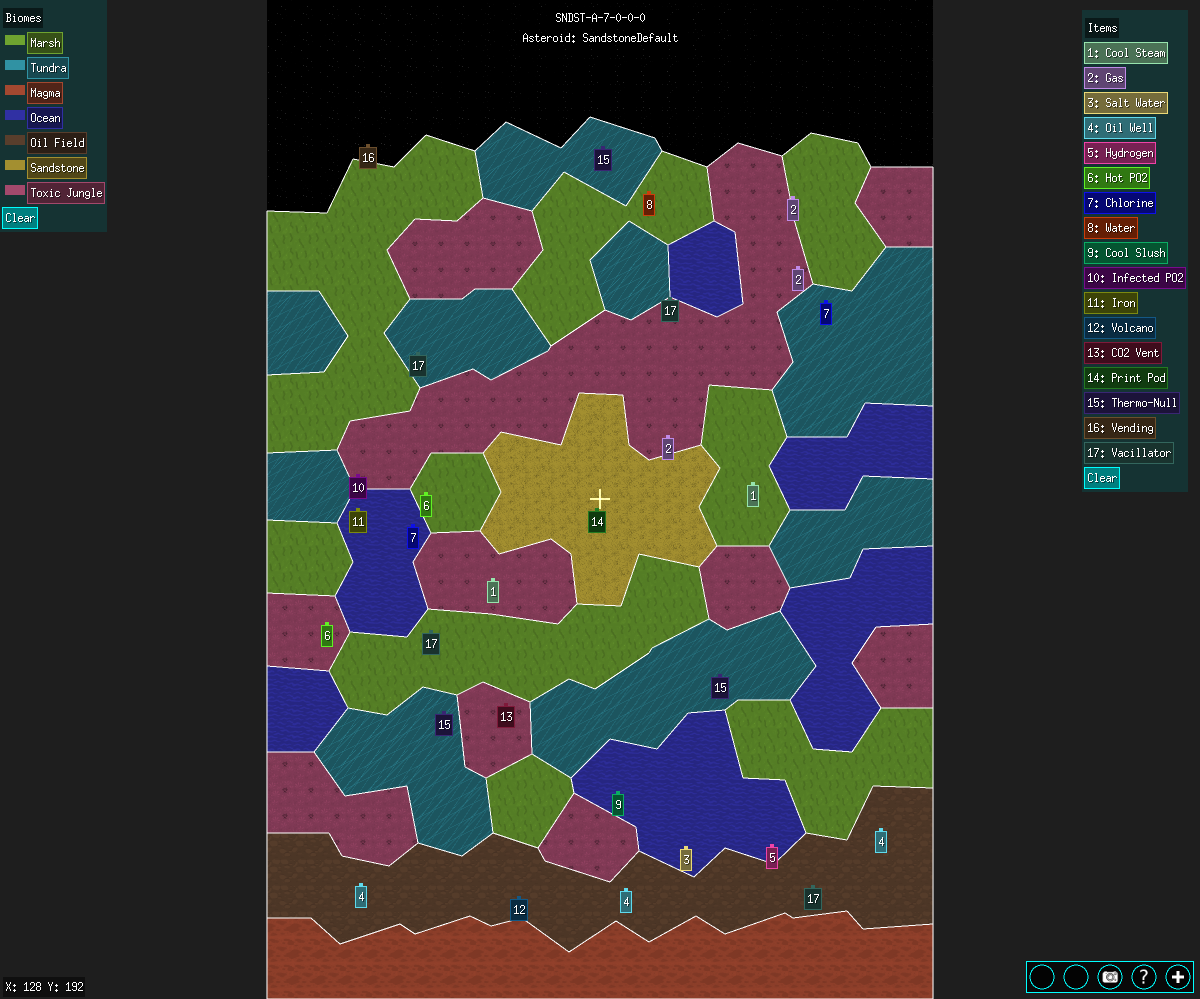 SNDST-A-7-0-0-0
Asteroid: SandstoneDefault
Biomes
Marsh
Tundra
Magma
Ocean
Oil Field
Sandstone
Toxic Jungle
Clear
Items
1: Cool Steam
2: Gas
3: Salt Water
4: Oil Well
5: Hydrogen
6: Hot PO2
7: Chlorine
8: Water
9: Cool Slush
10: Infected PO2
11: Iron
12: Volcano
13: CO2 Vent
14: Print Pod
15: Thermo-Null
16: Vending
17: Vacillator
Clear
16
15
8
2
2
17
7
17
2
10
6
1
11
14
7
1
6
17
15
13
15
9
4
3
5
4
4
17
12
X: 128 Y: 192
?